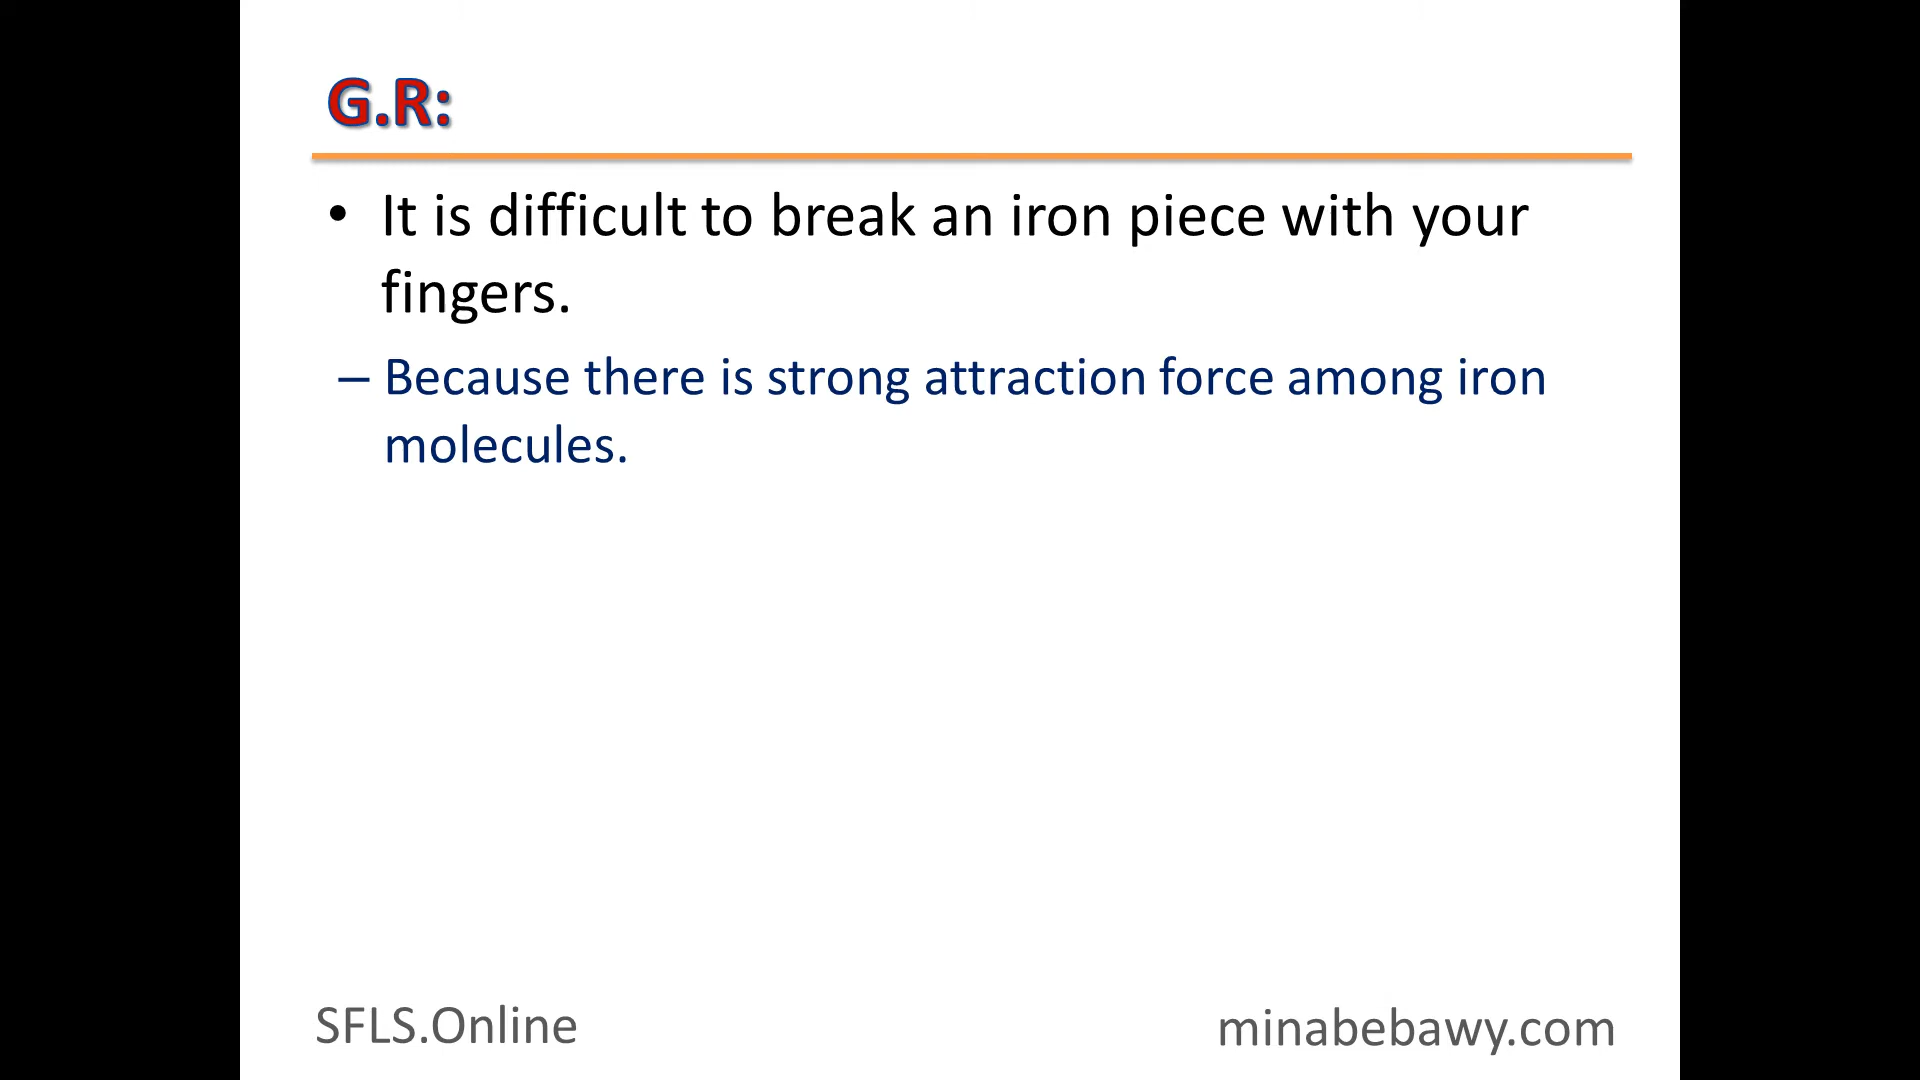 G.R:
• It is difficult to break an iron piece with your
fingers.
– Because there is strong attraction force among iron
molecules.
SFLS.Online
minabebawy.com